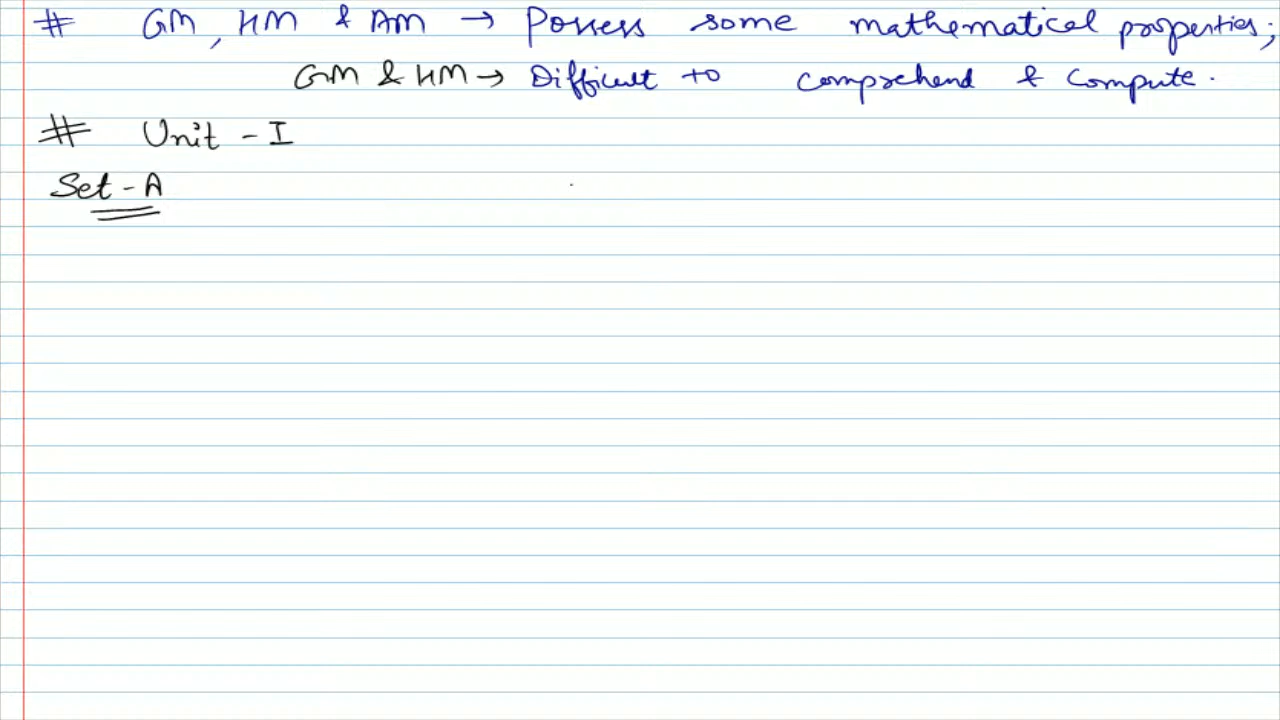 # GM, HM & AM → Possess some mathematical properties;
GM & HM → Difficult to comprehend & compute.
# Unit - I
Set - A